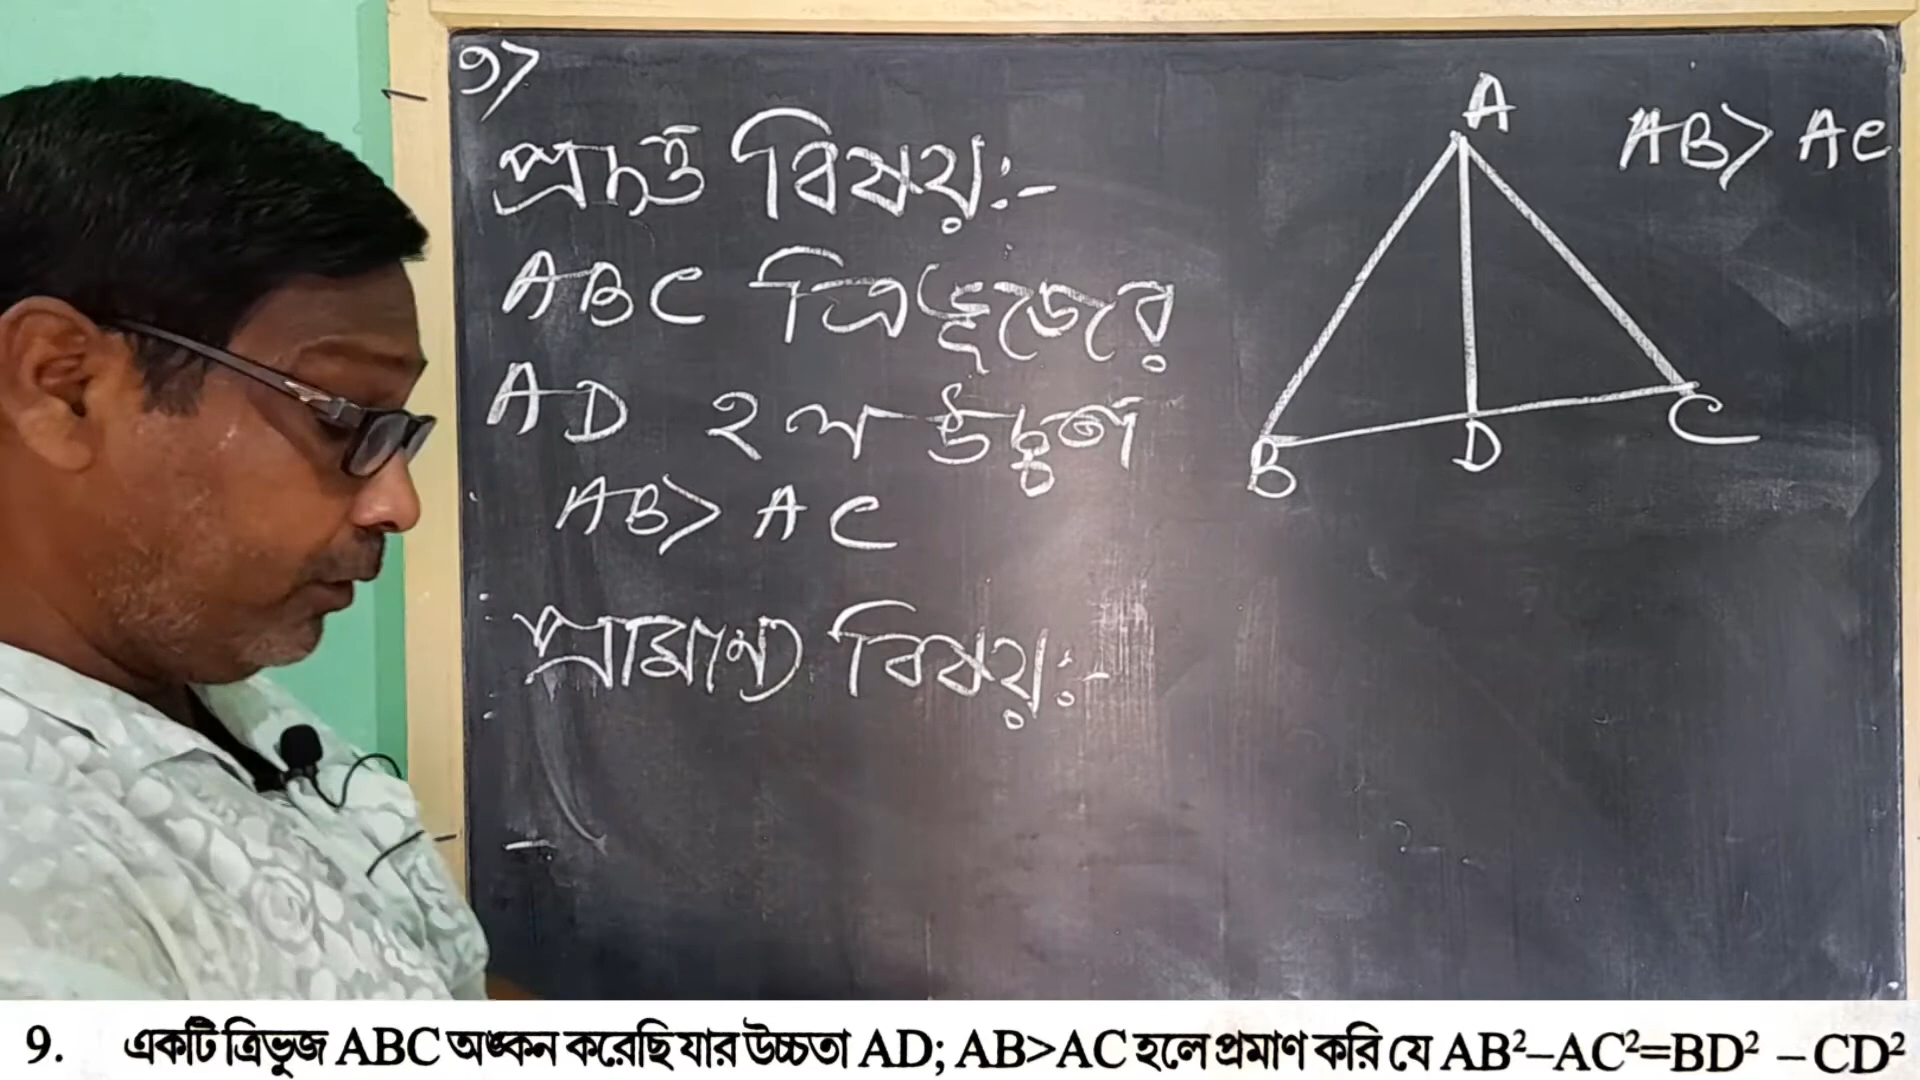 9>
প্রদত্ত বিষয়:-
ABC ত্রিভূজের
AD হল উচ্চতা
AB > AC
প্রামান্য বিষয়:-
A
AB > AC
B
D
C
9. একটি ত্রিভুজ ABC অঙ্কন করেছি যার উচ্চতা AD; AB>AC হলে প্রমাণ করি যে AB²–AC²=BD² – CD²